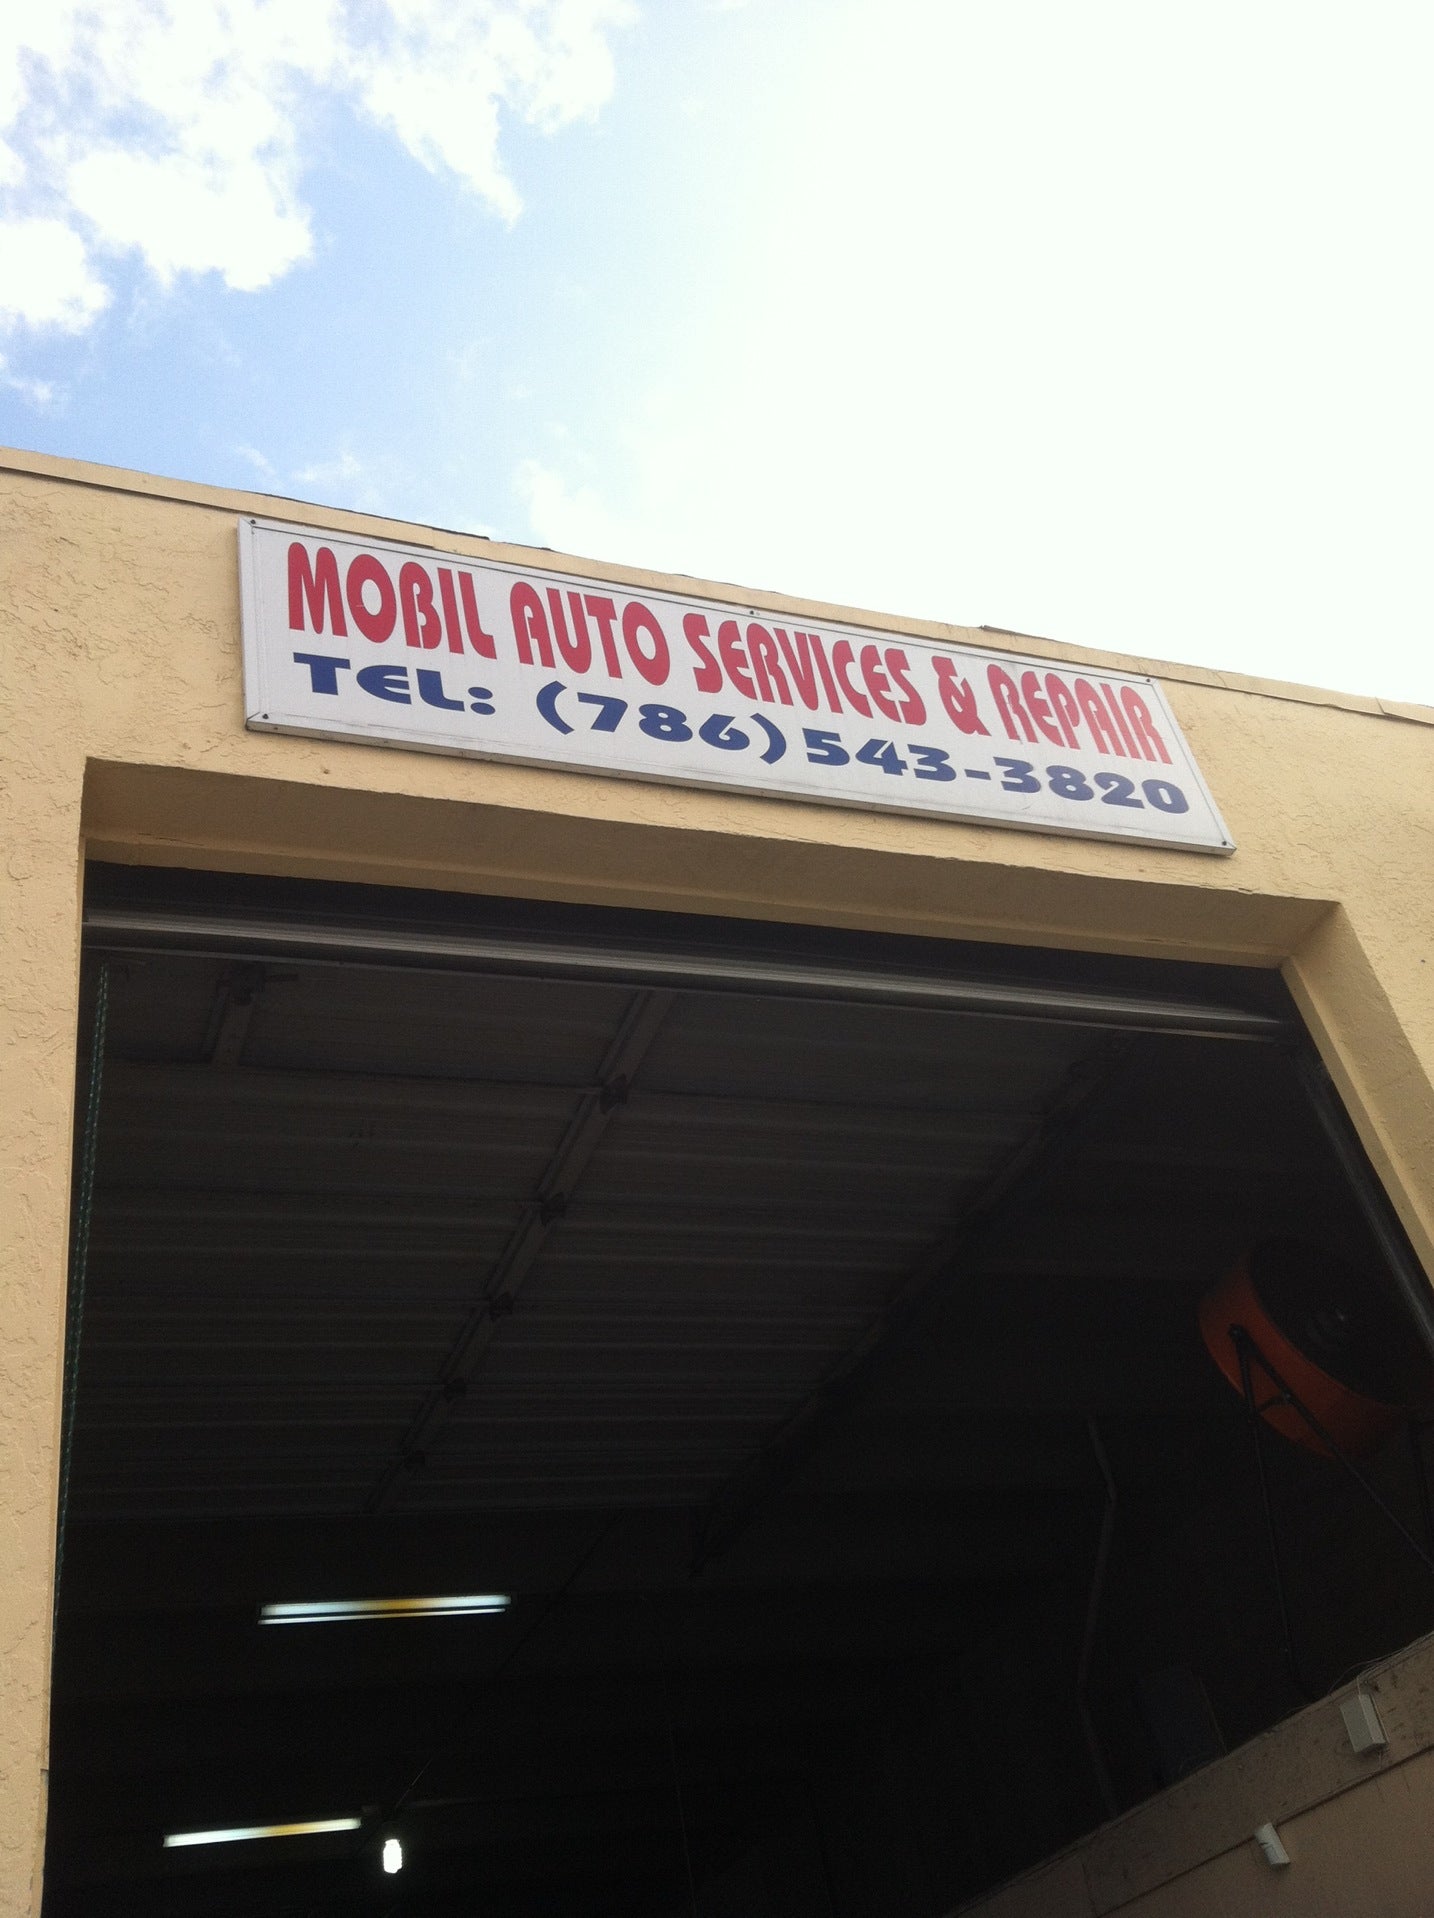 MOBIL AUTO SERVICES & REPAIR
TEL: (786) 543-3820